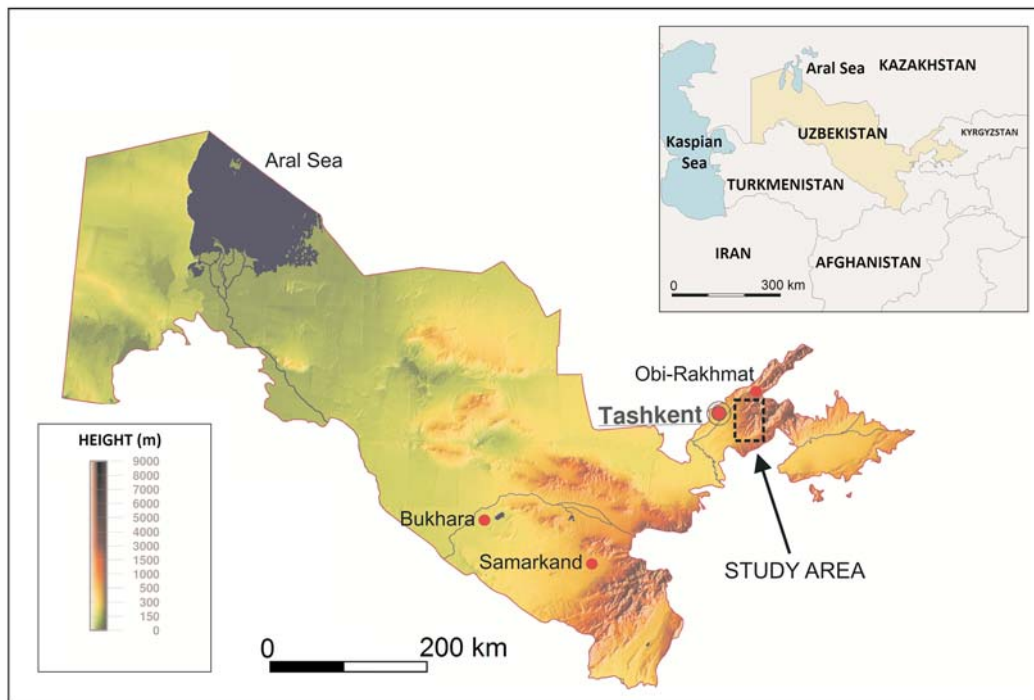 Aral Sea
Aral Sea
KAZAKHSTAN
UZBEKISTAN
KYRGYZSTAN
Kaspian
Sea
TURKMENISTAN
IRAN
AFGHANISTAN
0 300 km
Obi-Rakhmat
Tashkent
HEIGHT (m)
9000
8000
7000
6000
5000
4000
3000
1500
1000
500
300
150
0
Bukhara
Samarkand
STUDY AREA
0 200 km